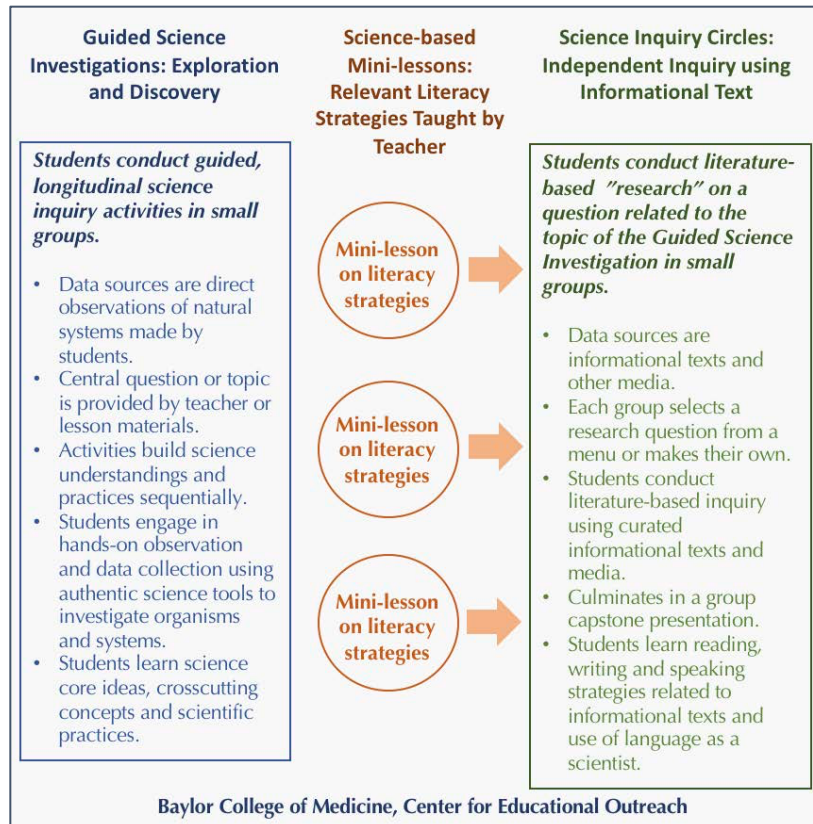 Guided Science
Investigations: Exploration
and Discovery
Students conduct guided,
longitudinal science
inquiry activities in small
groups.
• Data sources are direct
observations of natural
systems made by
students.
• Central question or topic
is provided by teacher or
lesson materials.
• Activities build science
understandings and
practices sequentially.
• Students engage in
hands-on observation
and data collection using
authentic science tools to
investigate organisms
and systems.
• Students learn science
core ideas, crosscutting
concepts and scientific
practices.
Science-based
Mini-lessons:
Relevant Literacy
Strategies Taught by
Teacher
Mini-lesson
on literacy
strategies
Mini-lesson
on literacy
strategies
Mini-lesson
on literacy
strategies
Science Inquiry Circles:
Independent Inquiry using
Informational Text
Students conduct literature-
based "research" on a
question related to the
topic of the Guided Science
Investigation in small
groups.
• Data sources are
informational texts and
other media.
• Each group selects a
research question from a
menu or makes their own.
• Students conduct
literature-based inquiry
using curated
informational texts and
media.
• Culminates in a group
capstone presentation.
• Students learn reading,
writing and speaking
strategies related to
informational texts and
use of language as a
scientist.
Baylor College of Medicine, Center for Educational Outreach